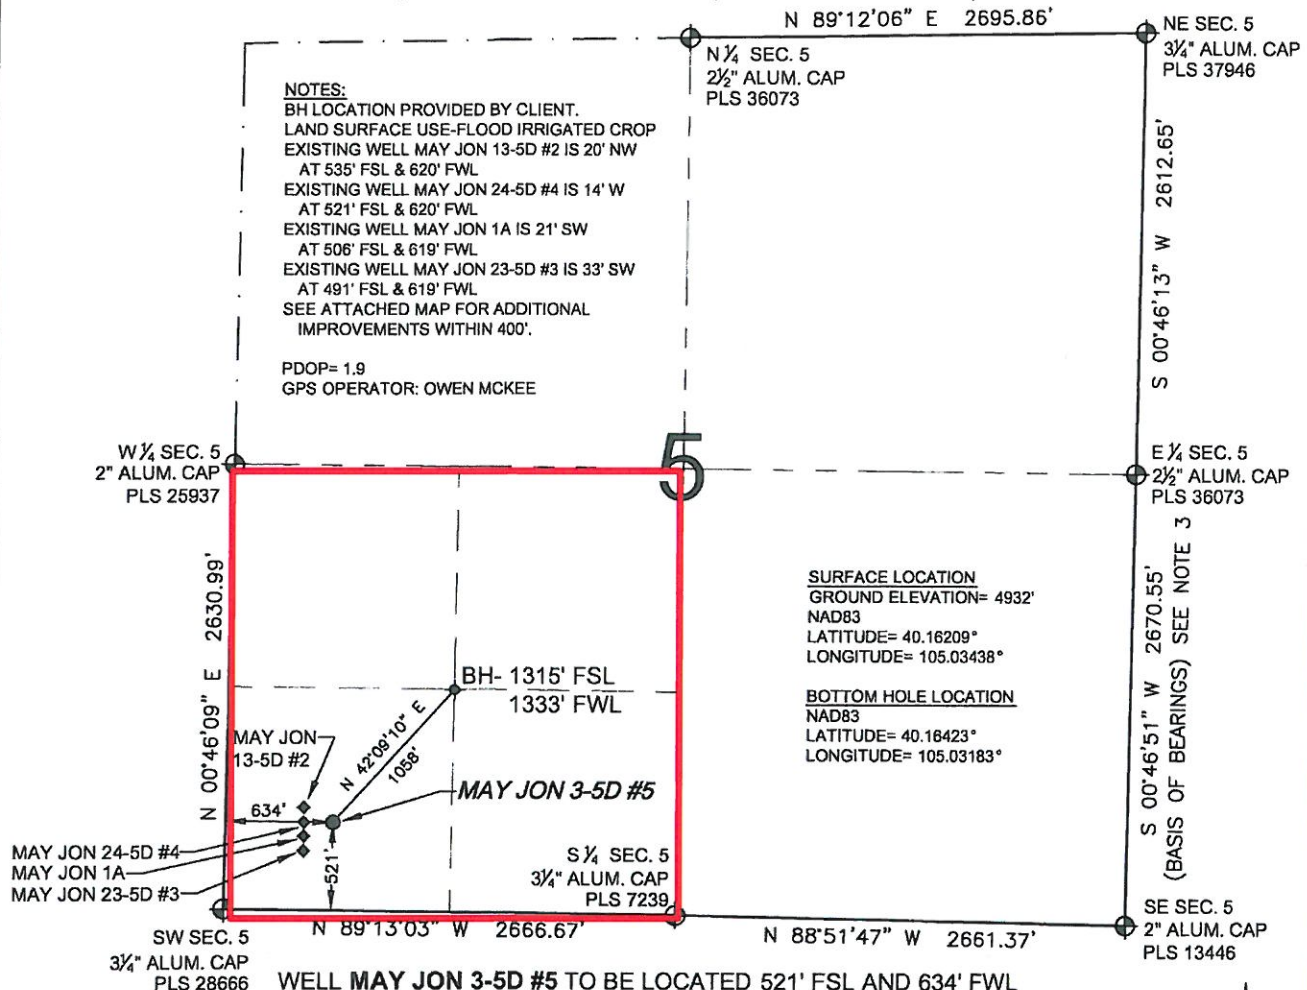 N 89°12'06" E 2695.86'
NE SEC. 5
3¼" ALUM. CAP
PLS 37946
N ¼ SEC. 5
2½" ALUM. CAP
PLS 36073
NOTES:
BH LOCATION PROVIDED BY CLIENT.
LAND SURFACE USE-FLOOD IRRIGATED CROP
EXISTING WELL MAY JON 13-5D #2 IS 20' NW
AT 535' FSL & 620' FWL
EXISTING WELL MAY JON 24-5D #4 IS 14' W
AT 521' FSL & 620' FWL
EXISTING WELL MAY JON 1A IS 21' SW
AT 506' FSL & 619' FWL
EXISTING WELL MAY JON 23-5D #3 IS 33' SW
AT 491' FSL & 619' FWL
SEE ATTACHED MAP FOR ADDITIONAL
IMPROVEMENTS WITHIN 400'.
PDOP= 1.9
GPS OPERATOR: OWEN MCKEE
S 00°46'13" W 2612.65'
W ¼ SEC. 5
2" ALUM. CAP
PLS 25937
5
E ¼ SEC. 5
2½" ALUM. CAP
PLS 36073
N 00°46'09" E 2630.99'
SURFACE LOCATION
GROUND ELEVATION= 4932'
NAD83
LATITUDE= 40.16209°
LONGITUDE= 105.03438°
BOTTOM HOLE LOCATION
NAD83
LATITUDE= 40.16423°
LONGITUDE= 105.03183°
S 00°46'51" W 2670.55'
(BASIS OF BEARINGS) SEE NOTE 3
BH- 1315' FSL
1333' FWL
N 42°09'10" E
1058'
MAY JON
13-5D #2
MAY JON 3-5D #5
634'
521'
MAY JON 24-5D #4
MAY JON 1A
MAY JON 23-5D #3
S ¼ SEC. 5
3¼" ALUM. CAP
PLS 7239
SW SEC. 5
3¼" ALUM. CAP
PLS 28666
N 89°13'03" W 2666.67'
N 88°51'47" W 2661.37'
SE SEC. 5
2" ALUM. CAP
PLS 13446
WELL MAY JON 3-5D #5 TO BE LOCATED 521' FSL AND 634' FWL